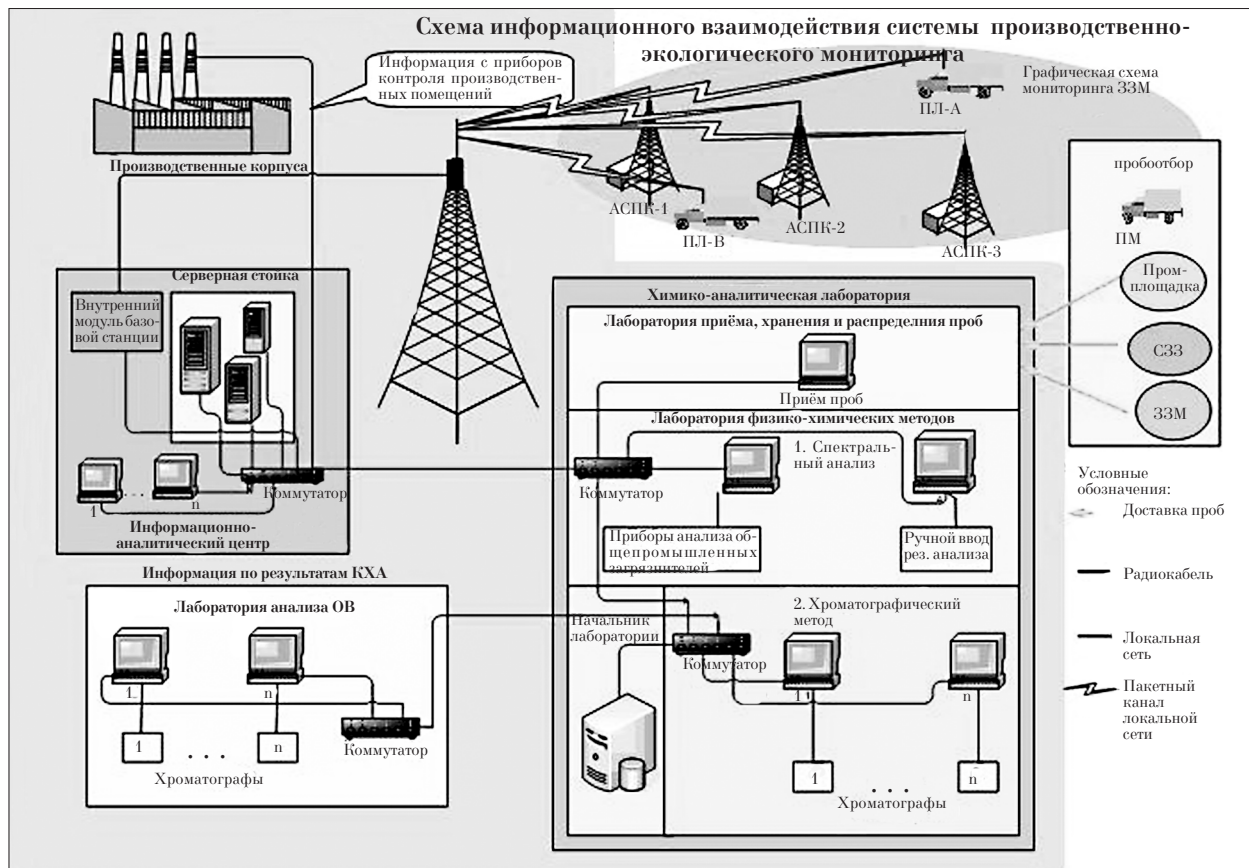 Схема информационного взаимодействия системы производственно-
экологического мониторинга
Информация с приборов
контроля производствен-
ных помещений
Графическая схема
мониторинга ЗЗМ
ПЛ-А
Производственные корпуса
АСПК-1
ПЛ-В
АСПК-2
АСПК-3
пробоотбор
ПМ
Пром-
площадка
СЗЗ
ЗЗМ
Серверная стойка
Внутренний
модуль базо-
вой станции
Коммутатор
1
. . .
n
Информационно-
аналитический центр
Химико-аналитическая лаборатория
Лаборатория приёма, хранения и распределния проб
Приём проб
Лаборатория физико-химических методов
1. Спектраль-
ный анализ
Коммутатор
Приборы анализа об-
щепромышленных
загрязнителей
Ручной ввод
рез. анализа
Информация по результатам КХА
Лаборатория анализа ОВ
1
n
1
. . .
n
Коммутатор
Хроматографы
Начальник
лаборатории
2. Хроматографический
метод
Коммутатор
1
n
1
. . .
n
Хроматографы
Условные
обозначения:
Доставка проб
Радиокабель
Локальная
сеть
Пакетный
канал
локальной
сети